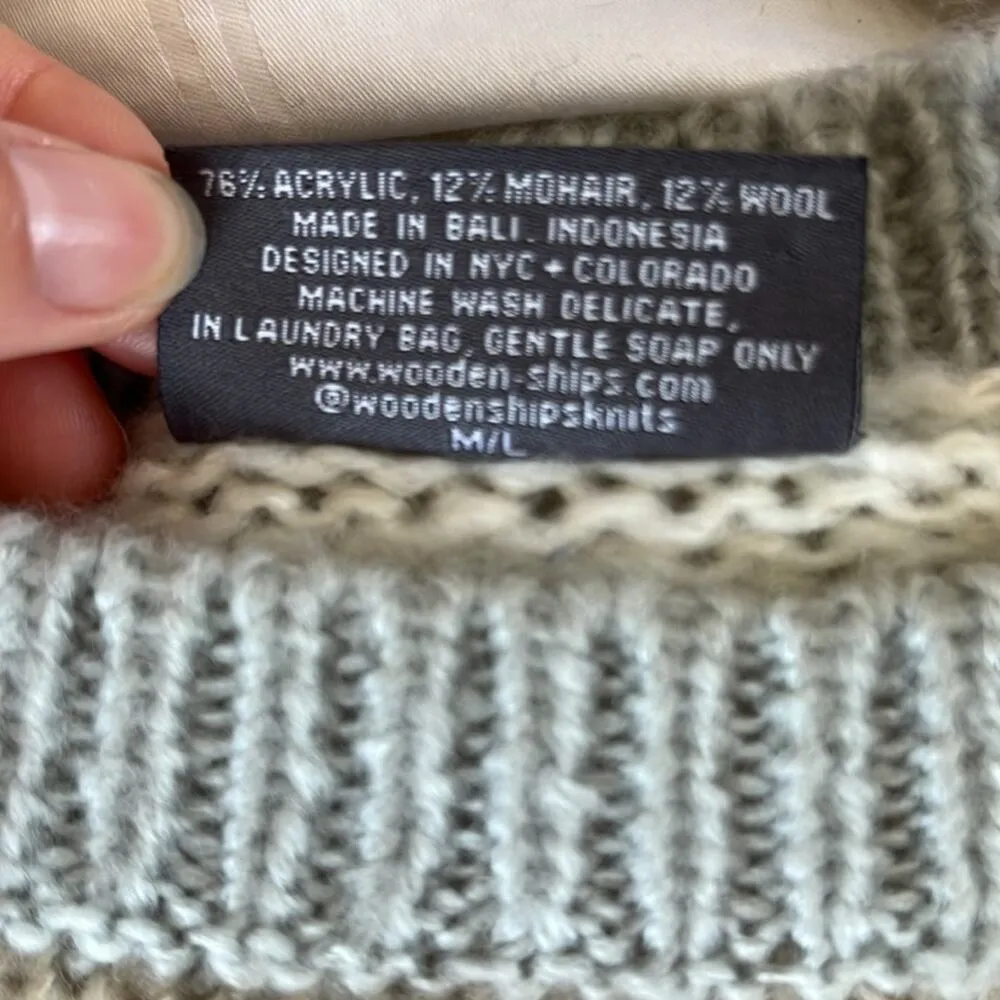 76% ACRYLIC, 12% MOHAIR, 12% WOOL
MADE IN BALI, INDONESIA
DESIGNED IN NYC + COLORADO
MACHINE WASH DELICATE,
IN LAUNDRY BAG, GENTLE SOAP ONLY
www.wooden-ships.com
@woodenshipsknits
M/L